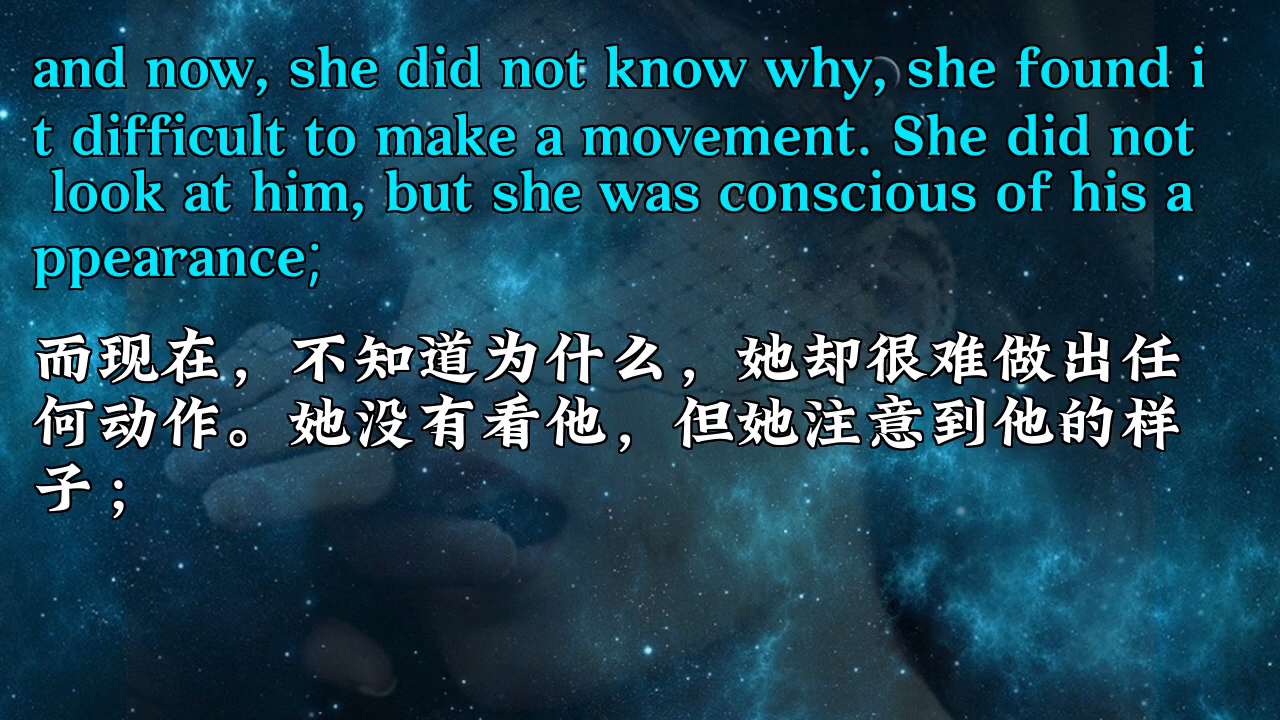 and now, she did not know why, she found i
t difficult to make a movement. She did not
look at him, but she was conscious of his a
ppearance;
而现在，不知道为什么，她却很难做出任
何动作。她没有看他，但她注意到他的样
子；